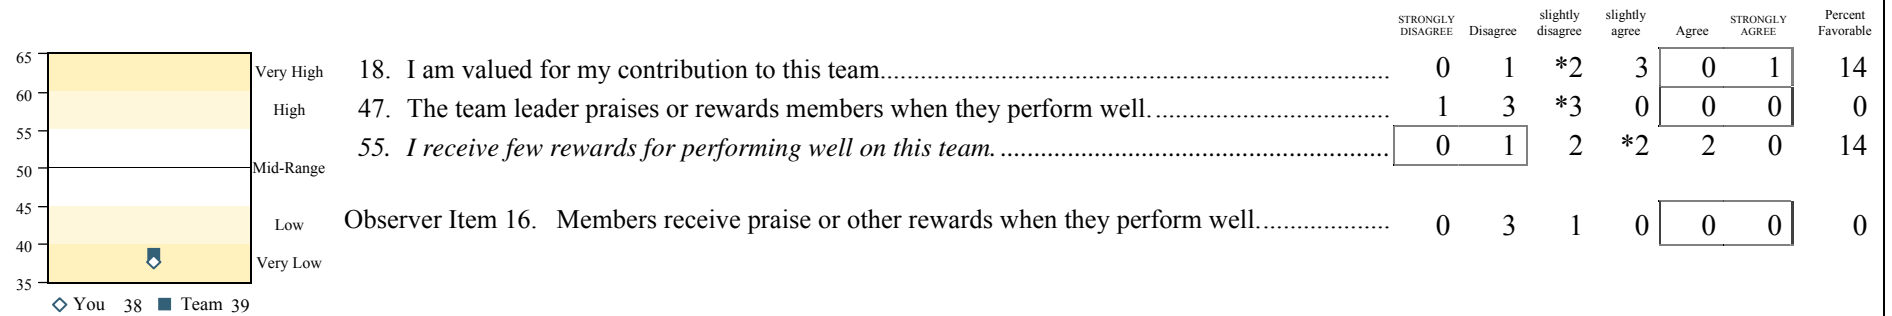 STRONGLY DISAGREE Disagree slightly disagree slightly agree Agree STRONGLY AGREE Percent Favorable
65
60
55
50
45
40
35
Very High
High
Mid-Range
Low
Very Low
◇ You 38 ■ Team 39
18. I am valued for my contribution to this team. 0 1 *2 3 0 1 14
47. The team leader praises or rewards members when they perform well. 1 3 *3 0 0 0 0
55. I receive few rewards for performing well on this team. 0 1 2 *2 2 0 14
Observer Item 16. Members receive praise or other rewards when they perform well. 0 3 1 0 0 0 0